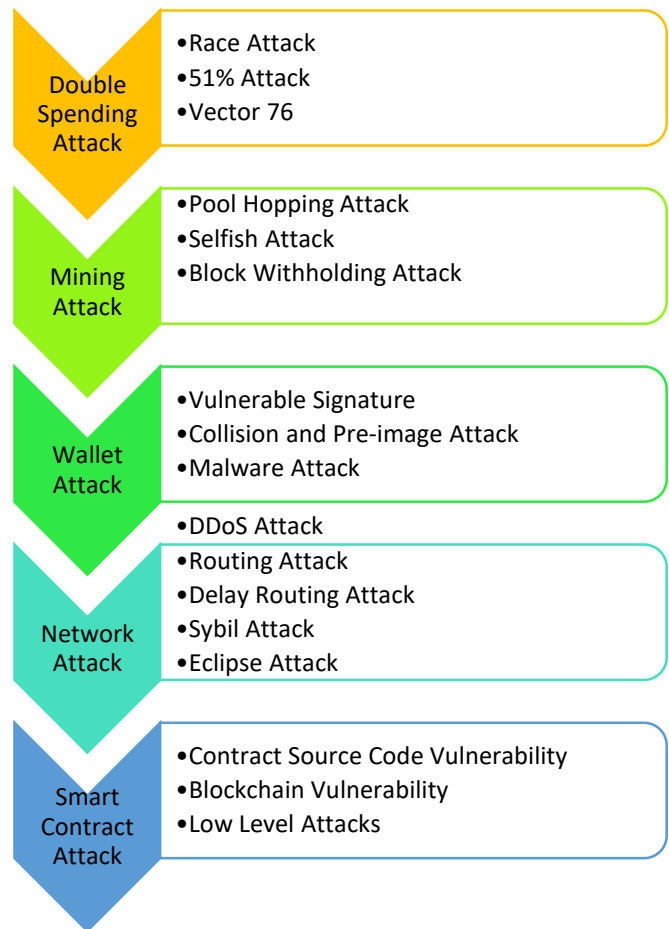 Double
Spending
Attack
•Race Attack
•51% Attack
•Vector 76
Mining
Attack
•Pool Hopping Attack
•Selfish Attack
•Block Withholding Attack
Wallet
Attack
•Vulnerable Signature
•Collision and Pre-image Attack
•Malware Attack
Network
Attack
•DDoS Attack
•Routing Attack
•Delay Routing Attack
•Sybil Attack
•Eclipse Attack
Smart
Contract
Attack
•Contract Source Code Vulnerability
•Blockchain Vulnerability
•Low Level Attacks